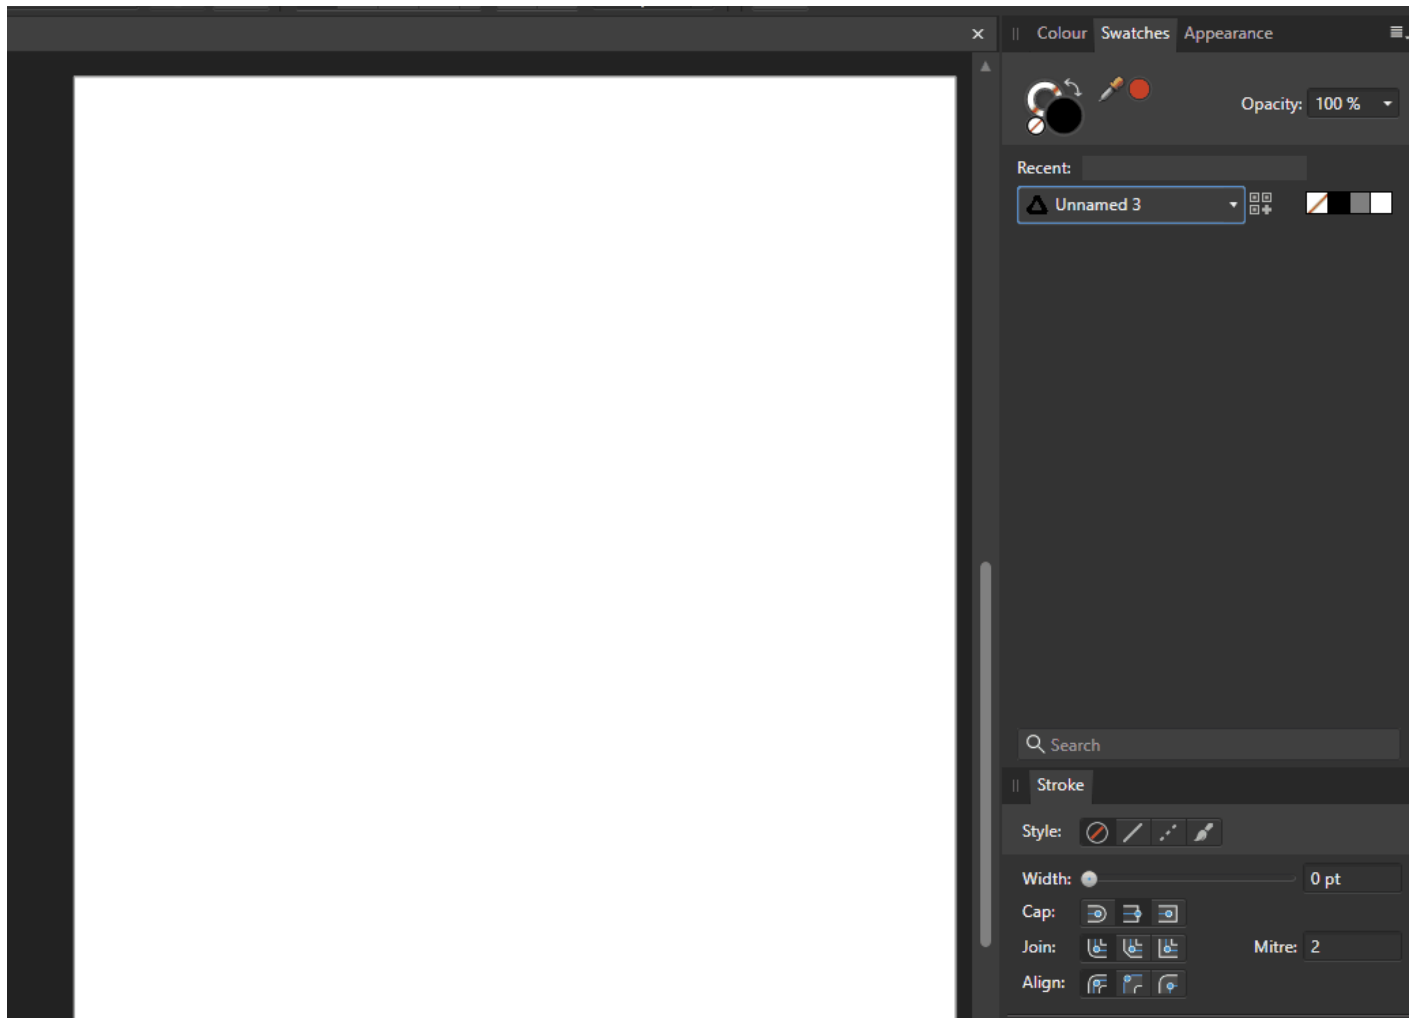 Colour Swatches Appearance
Opacity: 100 %
Recent:
Unnamed 3
Search
Stroke
Style:
Width: 0 pt
Cap:
Join: Mitre: 2
Align: